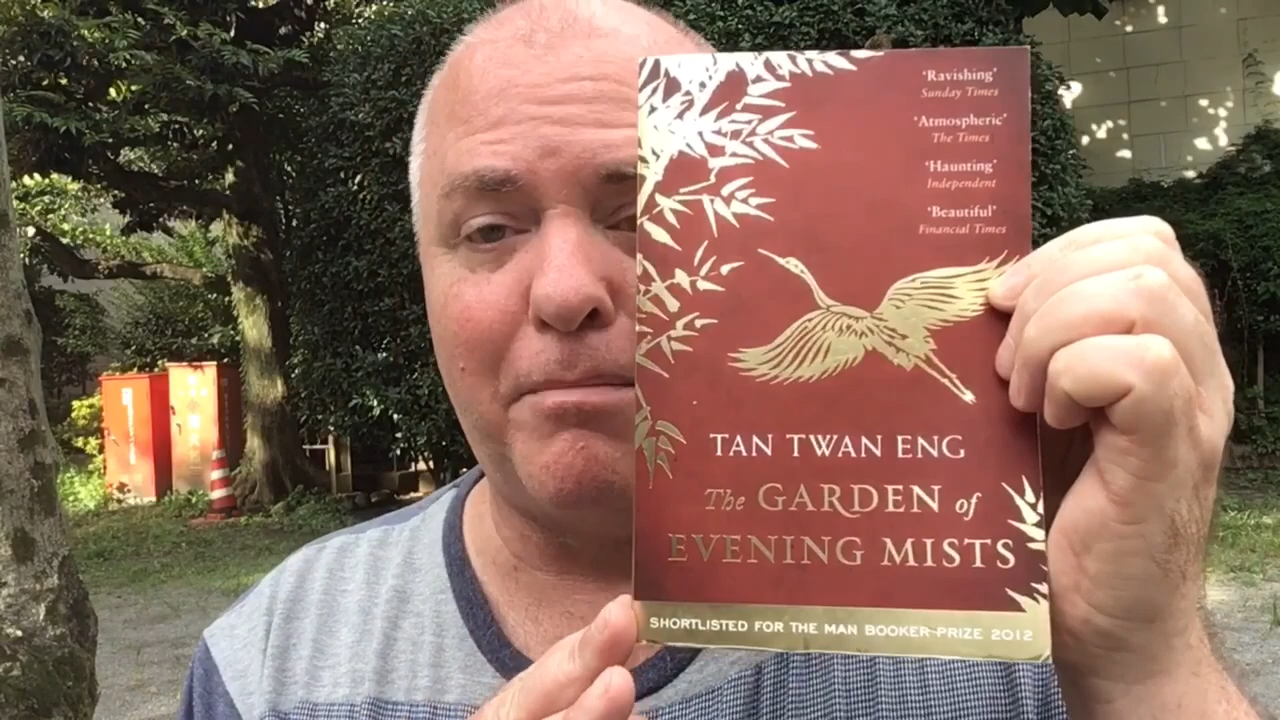 ‘Ravishing’
Sunday Times
‘Atmospheric’
The Times
‘Haunting’
Independent
‘Beautiful’
Financial Times
TAN TWAN ENG
The GARDEN of
EVENING MISTS
SHORTLISTED FOR THE MAN BOOKER PRIZE 2012